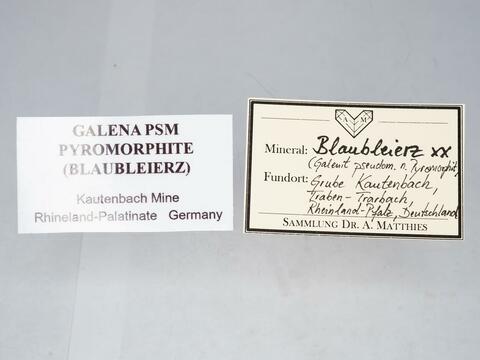 GALENA PSM
PYROMORPHITE
(BLAUBLEIERZ)
Kautenbach Mine
Rhineland-Palatinate Germany
A M
Mineral: Blaubleierz xx
(Galenit pseudom. n. Pyromorphit)
Fundort: Grube Kautenbach,
Traben-Trarbach,
Rheinland-Pfalz, Deutschland
SAMMLUNG DR. A. MATTHIES